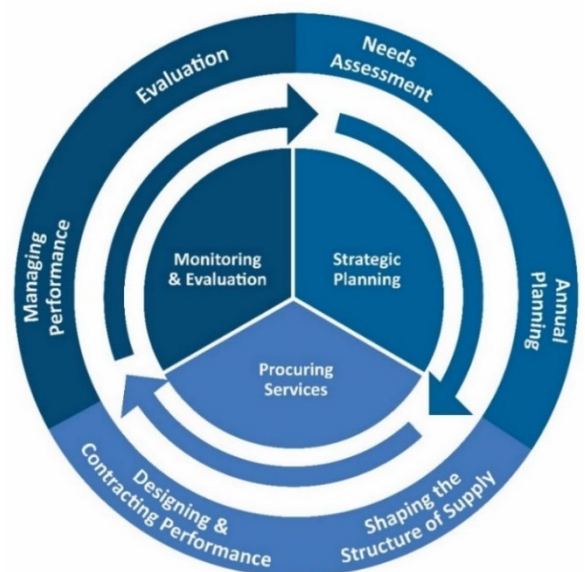 Needs
Assessment
Annual
Planning
Shaping the
Structure of Supply
Designing &
Contracting Performance
Managing
Performance
Evaluation
Monitoring
& Evaluation
Strategic
Planning
Procuring
Services